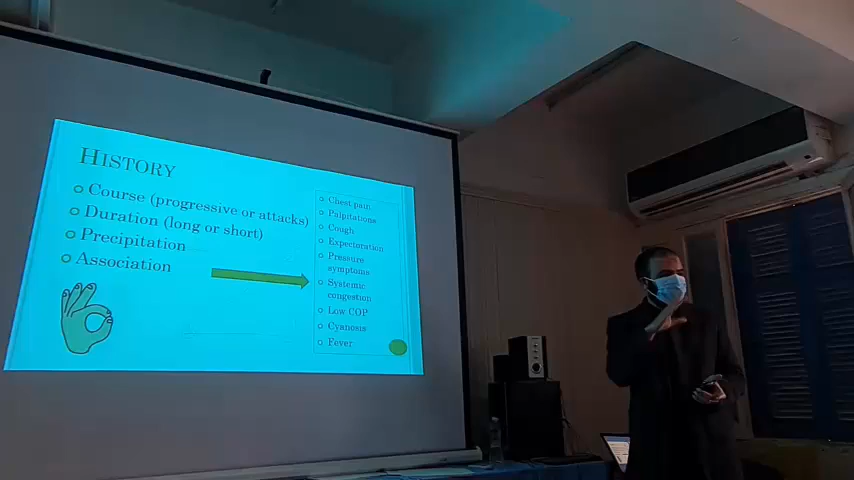 HISTORY
Course (progressive or attacks)
Duration (long or short)
Precipitation
Association
Chest pain
Palpitations
Cough
Expectoration
Pressure
symptoms
Systemic
congestion
Low COP
Cyanosis
Fever